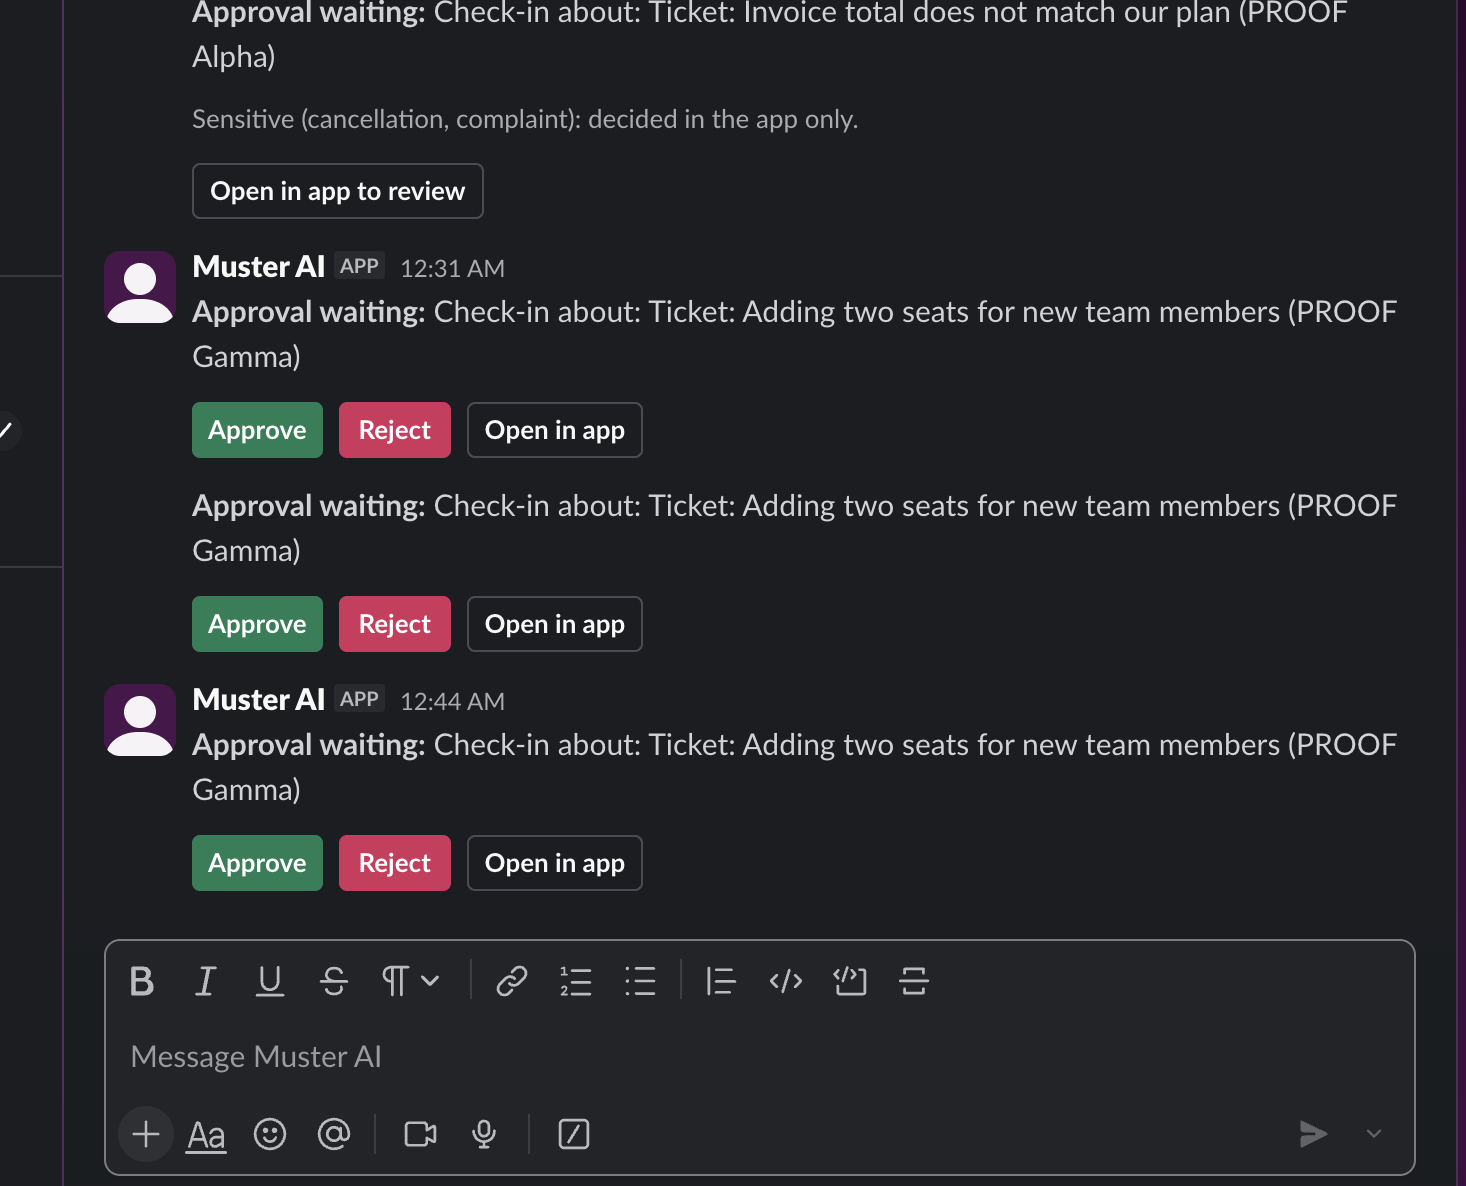 Approval waiting: Check-in about: Ticket: Invoice total does not match our plan (PROOF
Alpha)
Sensitive (cancellation, complaint): decided in the app only.
Open in app to review
Muster AI APP 12:31 AM
Approval waiting: Check-in about: Ticket: Adding two seats for new team members (PROOF
Gamma)
Approve Reject Open in app
Approval waiting: Check-in about: Ticket: Adding two seats for new team members (PROOF
Gamma)
Approve Reject Open in app
Muster AI APP 12:44 AM
Approval waiting: Check-in about: Ticket: Adding two seats for new team members (PROOF
Gamma)
Approve Reject Open in app
Message Muster AI
Aa